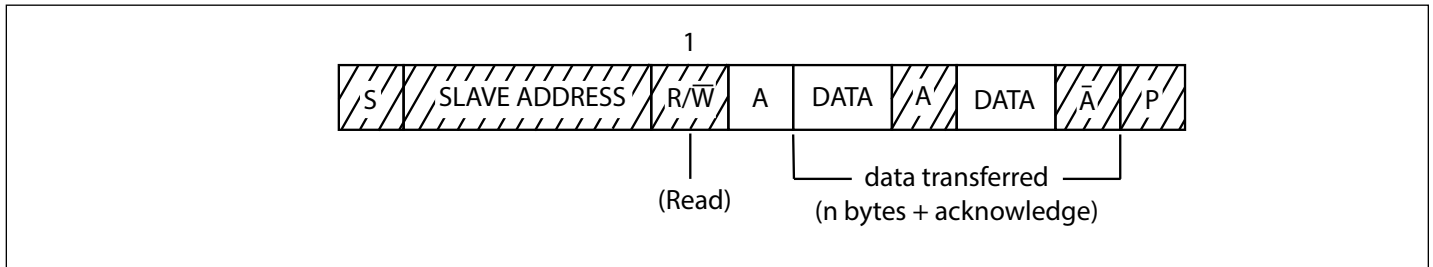 1
S SLAVE ADDRESS R/W̅ A DATA A DATA A̅ P
(Read)
data transferred
(n bytes + acknowledge)